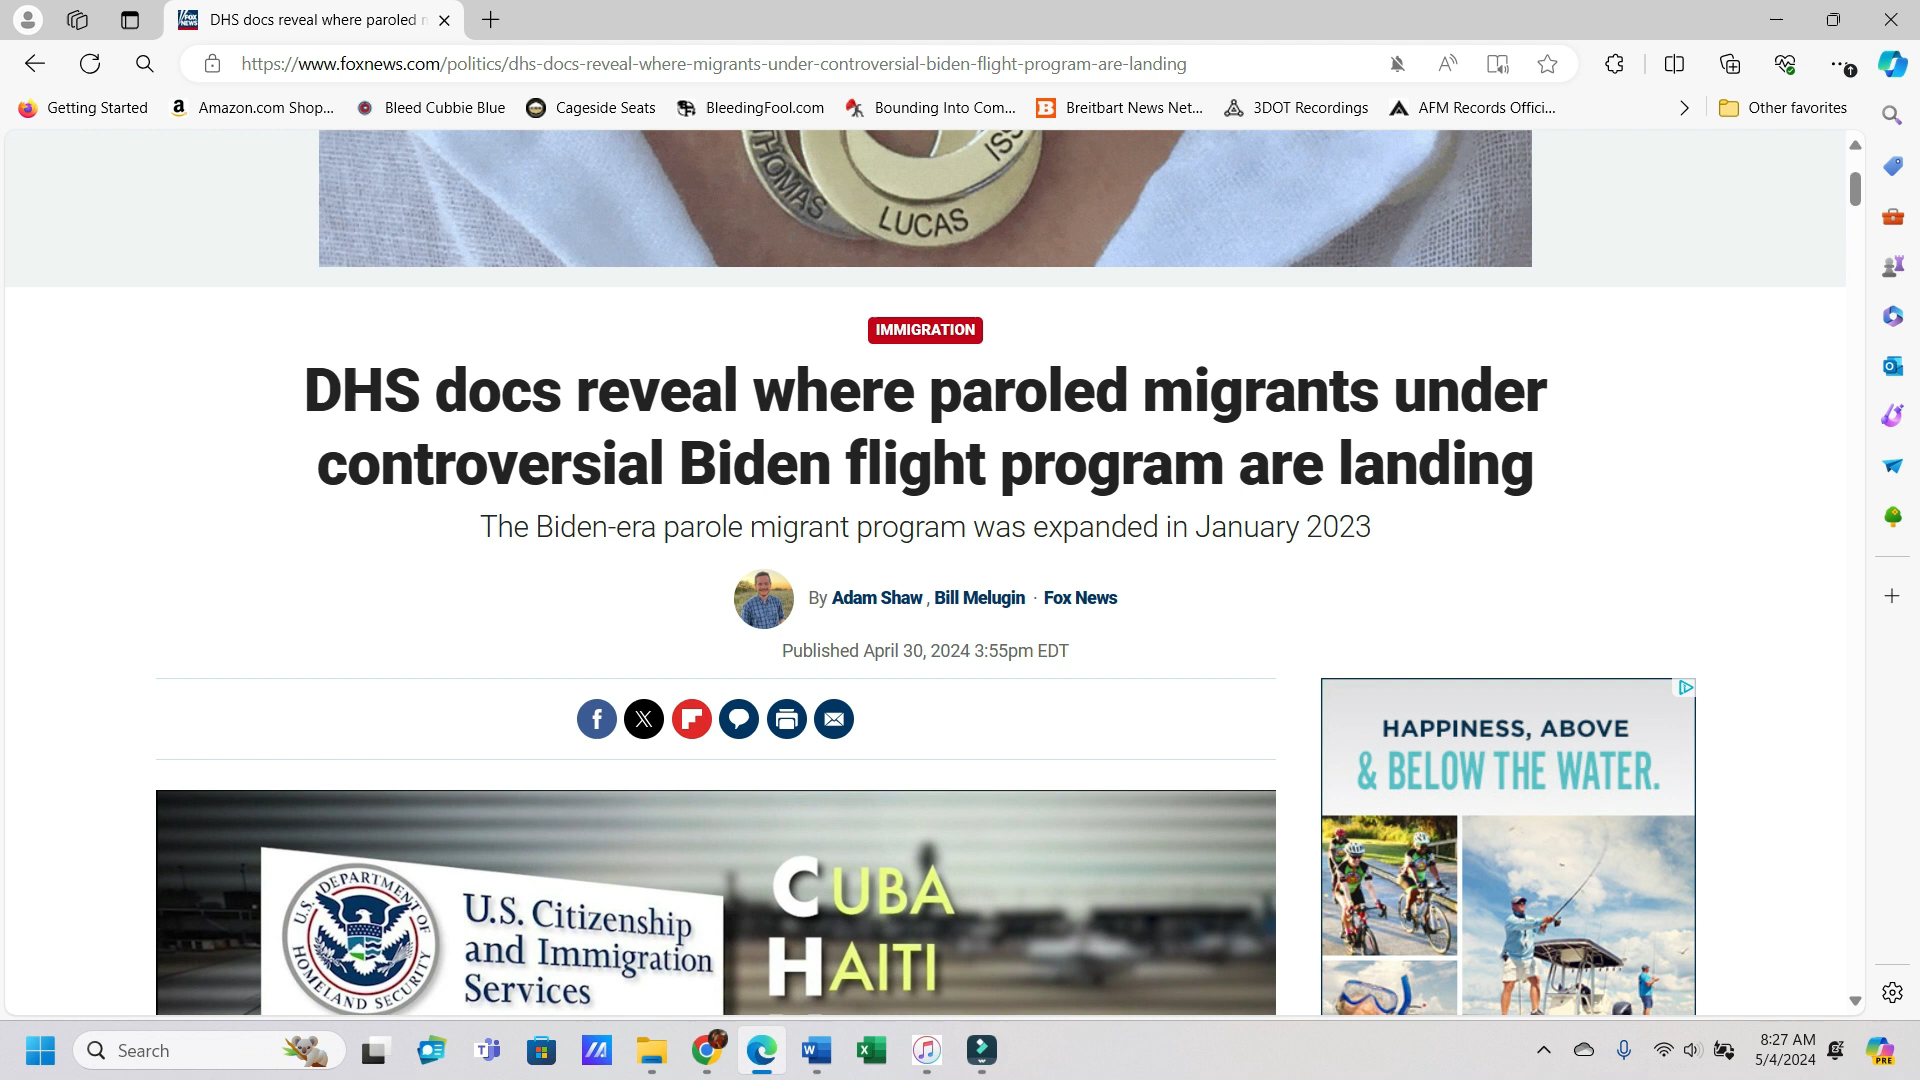 DHS docs reveal where paroled
https://www.foxnews.com/politics/dhs-docs-reveal-where-migrants-under-controversial-biden-flight-program-are-landing
Getting Started
Amazon.com Shop...
Bleed Cubbie Blue
Cageside Seats
BleedingFool.com
Bounding Into Com...
Breitbart News Net...
3DOT Recordings
AFM Records Offici...
Other favorites
THOMAS
LUCAS
ISS
IMMIGRATION
DHS docs reveal where paroled migrants under
controversial Biden flight program are landing
The Biden-era parole migrant program was expanded in January 2023
By Adam Shaw , Bill Melugin · Fox News
Published April 30, 2024 3:55pm EDT
HAPPINESS, ABOVE
& BELOW THE WATER.
U.S. DEPARTMENT OF
HOMELAND SECURITY
U.S. Citizenship
and Immigration
Services
CUBA
HAITI
Search
8:27 AM
5/4/2024
PRE